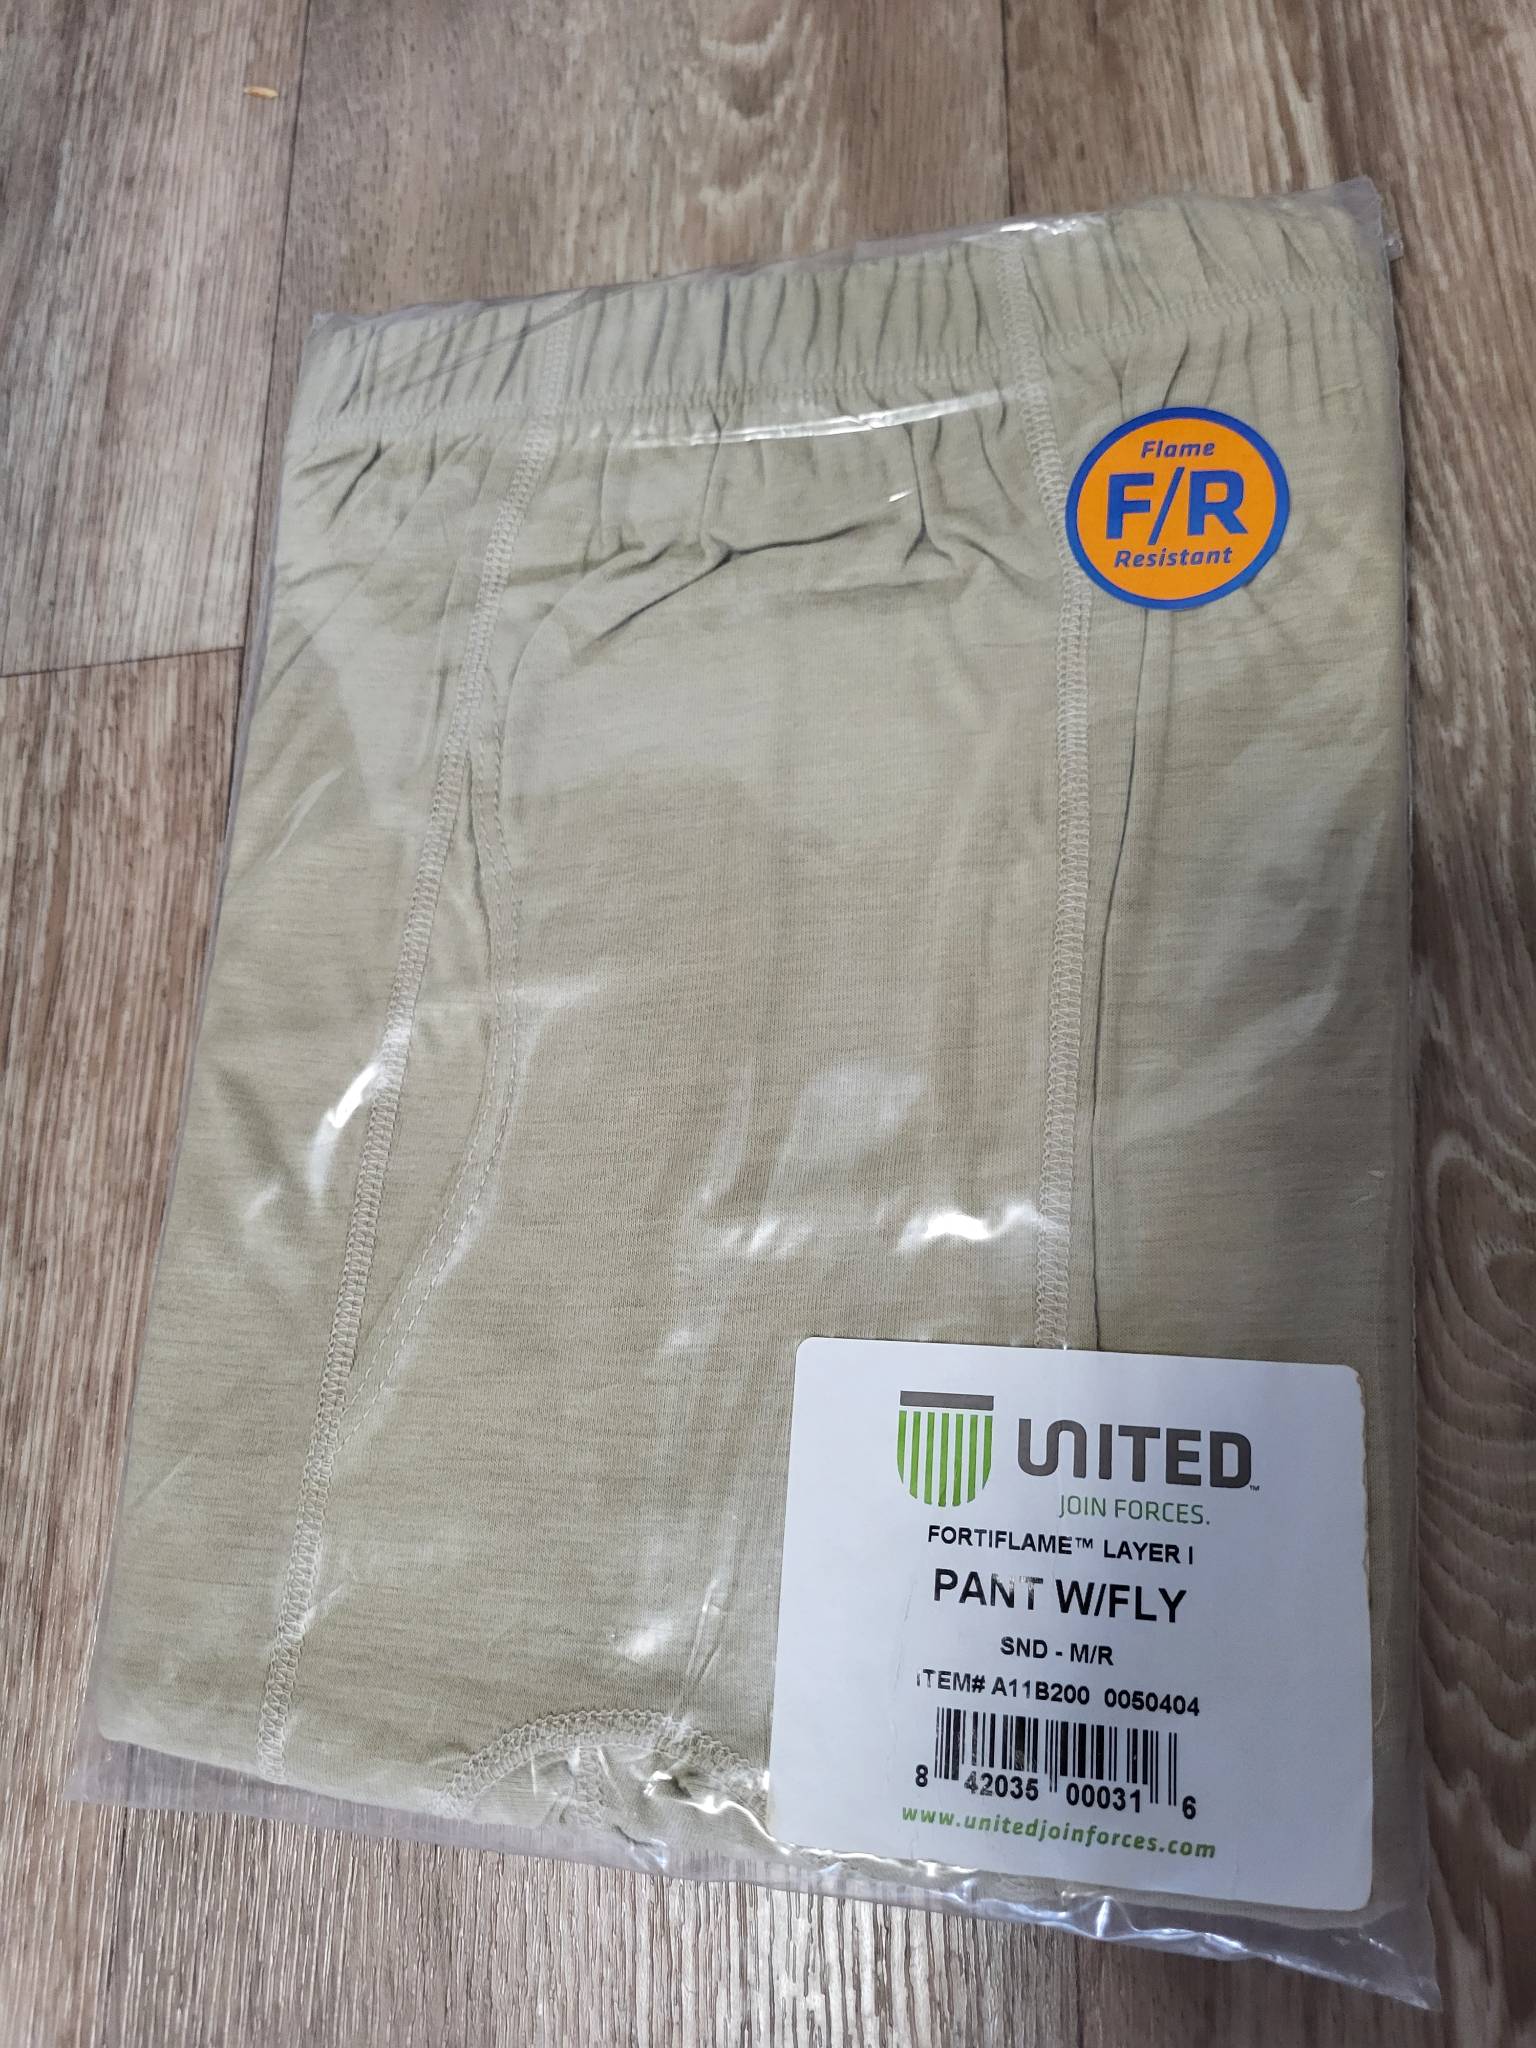 Flame
F/R
Resistant
UNITED™
JOIN FORCES.
FORTIFLAME™ LAYER I
PANT W/FLY
SND - M/R
ITEM# A11B200 0050404
8 42035 00031 6
www.unitedjoinforces.com